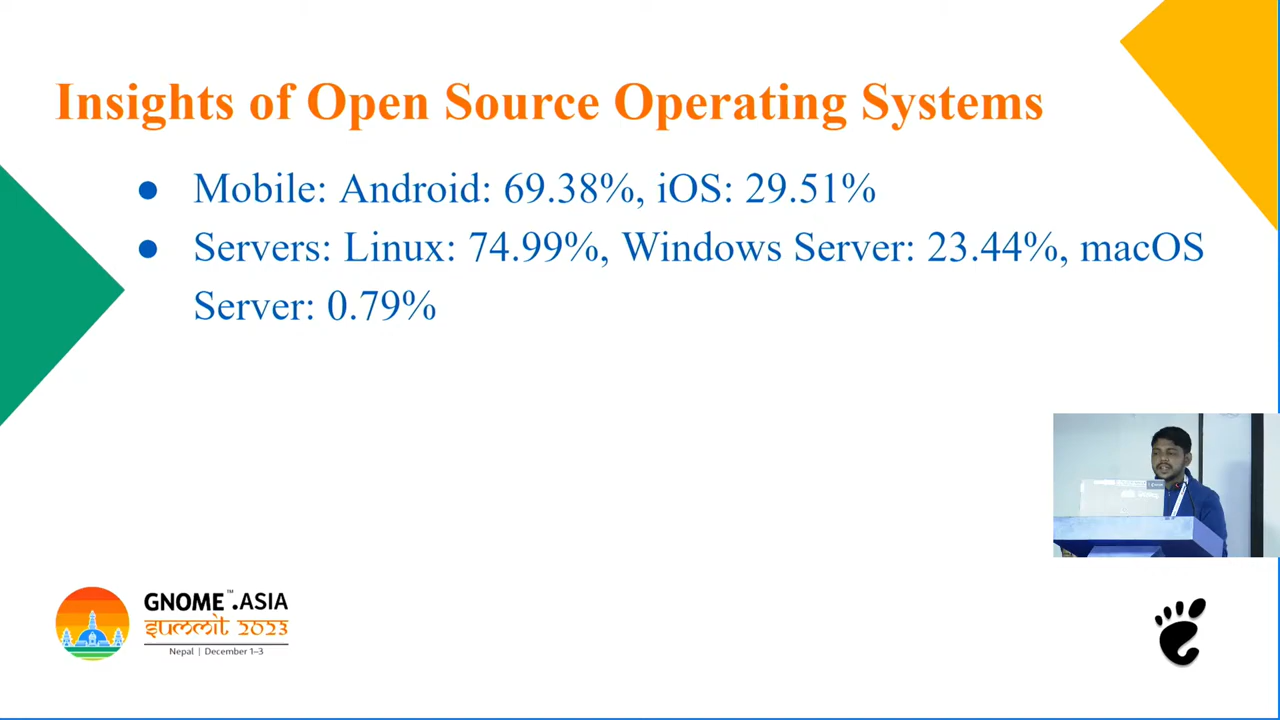 Insights of Open Source Operating Systems
● Mobile: Android: 69.38%, iOS: 29.51%
● Servers: Linux: 74.99%, Windows Server: 23.44%, macOS
Server: 0.79%
GNOME™.ASIA
summit 2023
Nepal | December 1–3